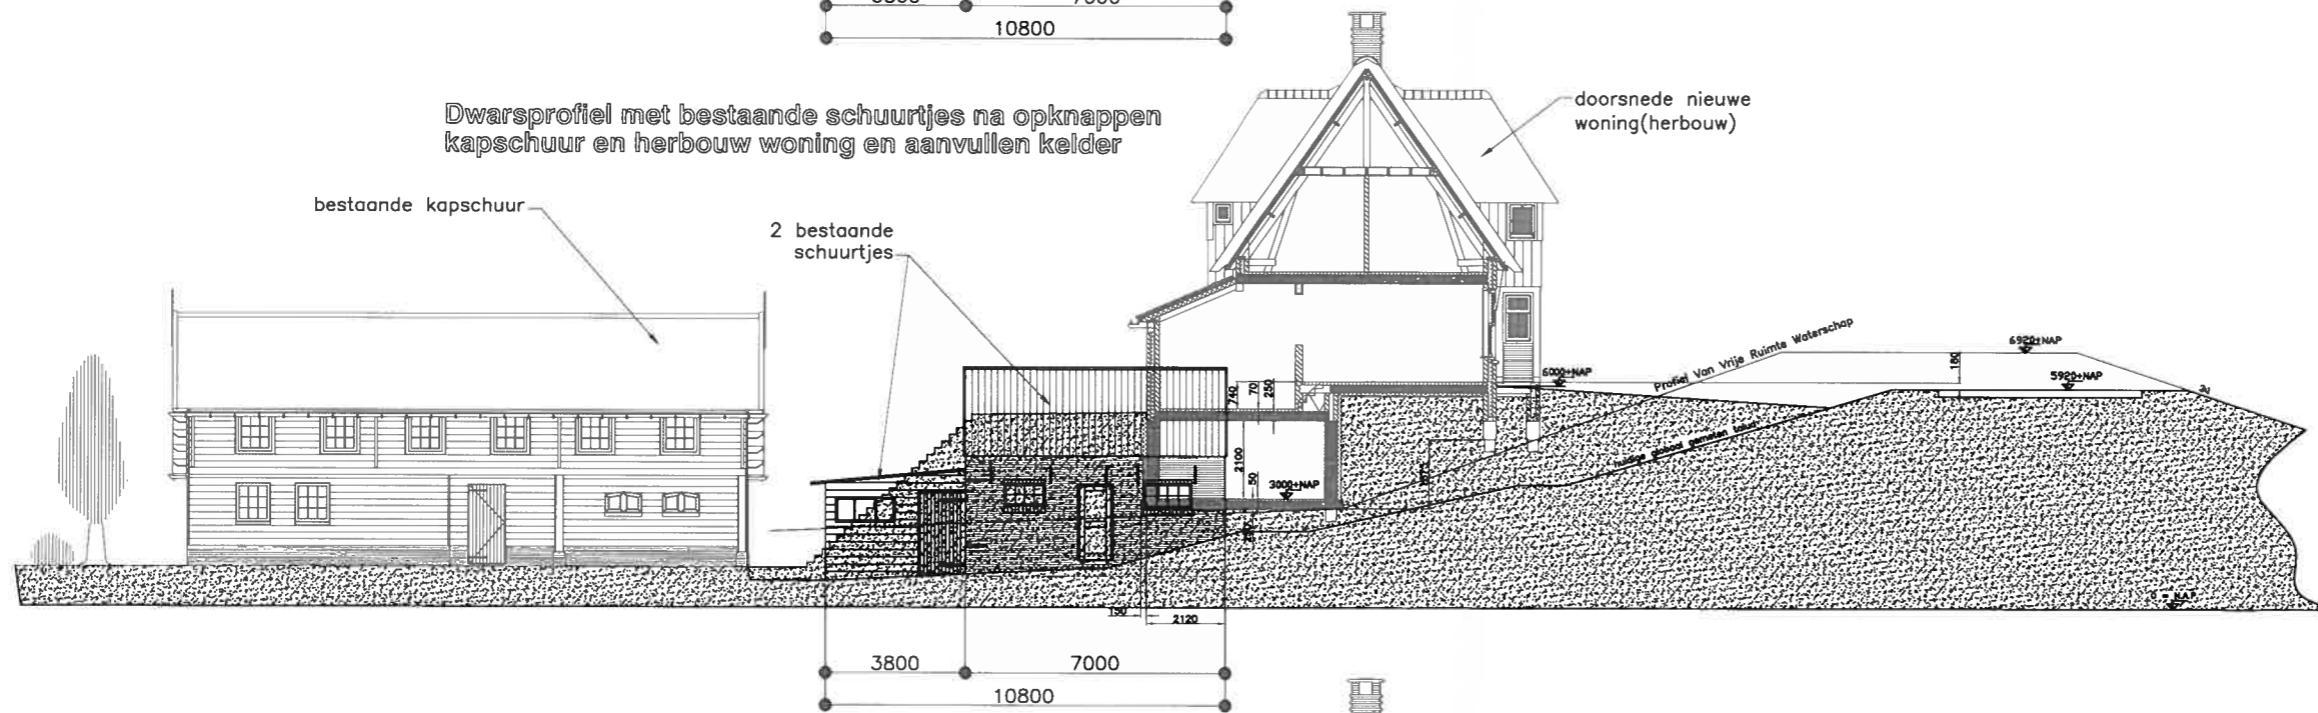 10800
Dwarsprofiel met bestaande schuurtjes na opknappen
kapschuur en herbouw woning en aanvullen kelder
doorsnede nieuwe
woning(herbouw)
bestaande kapschuur
2 bestaande
schuurtjes
Profiel Van Vrije Ruimte Waterschap
6920+NAP
6000+NAP
180
5920+NAP
740
70
250
2100
50
3000+NAP
0 = NAP
150
2120
3800
7000
10800